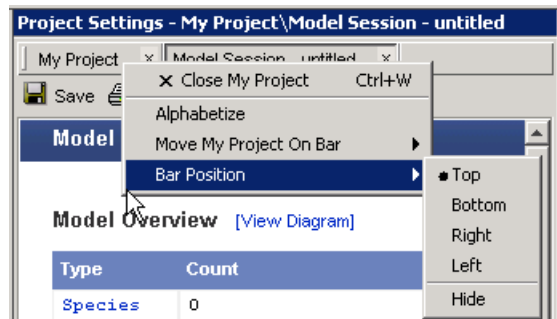 Project Settings - My Project\Model Session - untitled
My Project x Model Session untitled x
Close My Project Ctrl+W
Save
Alphabetize
Model
Move My Project On Bar
Bar Position
Top
Bottom
Right
Left
Hide
Model Overview [View Diagram]
Type Count
Species 0